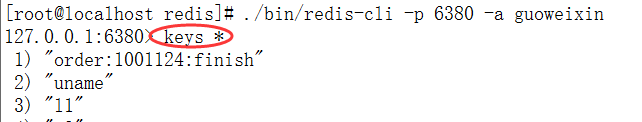 [root@localhost redis]# ./bin/redis-cli -p 6380 -a guoweixin
127.0.0.1:6380> keys *
1) "order:1001124:finish"
2) "uname"
3) "11"